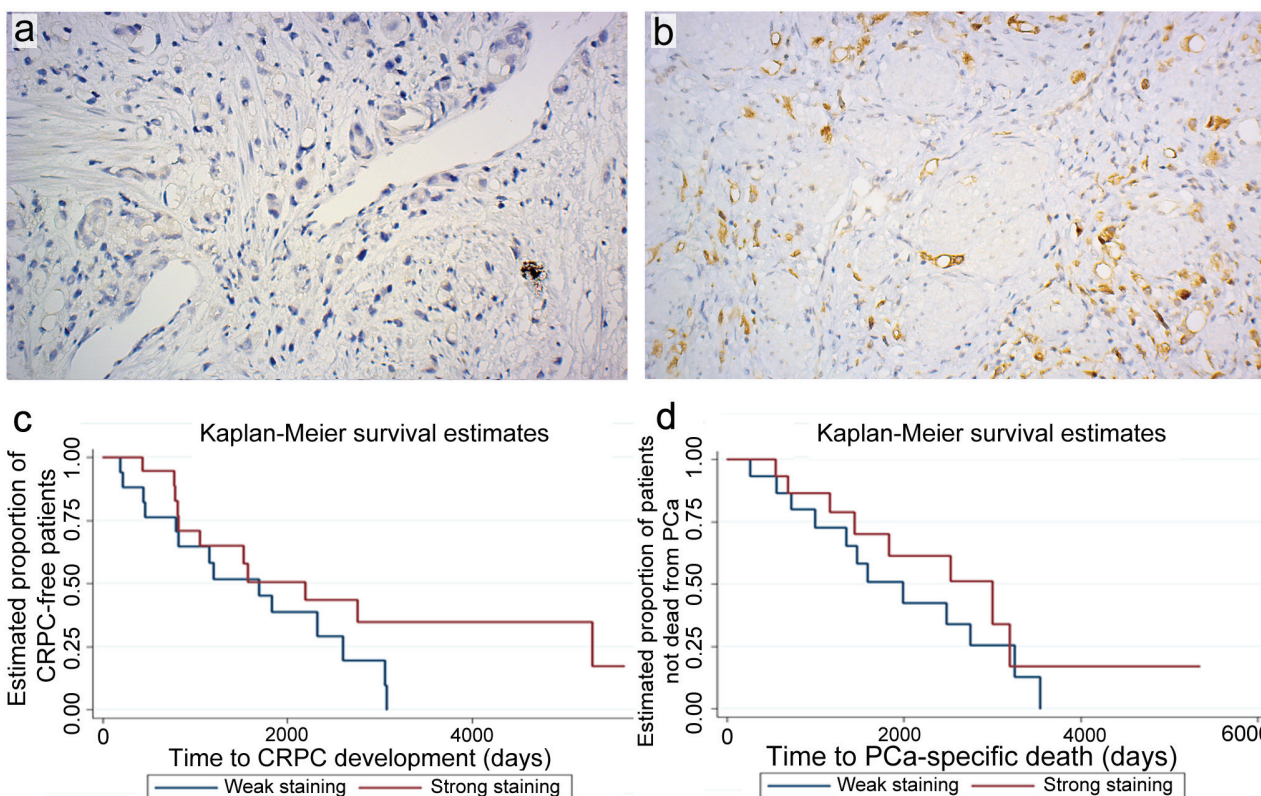 a
b
c
Kaplan-Meier survival estimates
Estimated proportion of
CRPC-free patients
1.00
0.75
0.50
0.25
0.00
0
2000
4000
Time to CRPC development (days)
Weak staining
Strong staining
d
Kaplan-Meier survival estimates
Estimated proportion of patients
not dead from PCa
1.00
0.75
0.50
0.25
0.00
0
2000
4000
6000
Time to PCa-specific death (days)
Weak staining
Strong staining